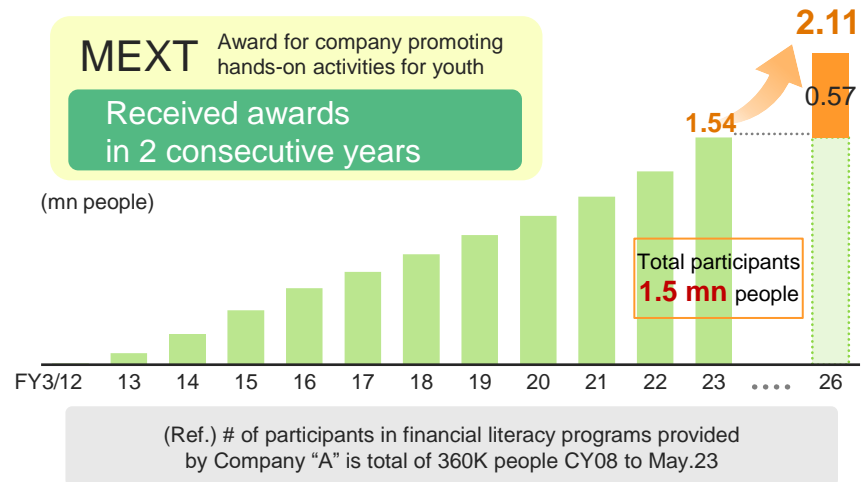 MEXT
Award for company promoting
hands-on activities for youth
Received awards
in 2 consecutive years
(mn people)
2.11
0.57
1.54
Total participants
1.5 mn people
FY3/12 13 14 15 16 17 18 19 20 21 22 23 .... 26
(Ref.) # of participants in financial literacy programs provided
by Company “A” is total of 360K people CY08 to May.23